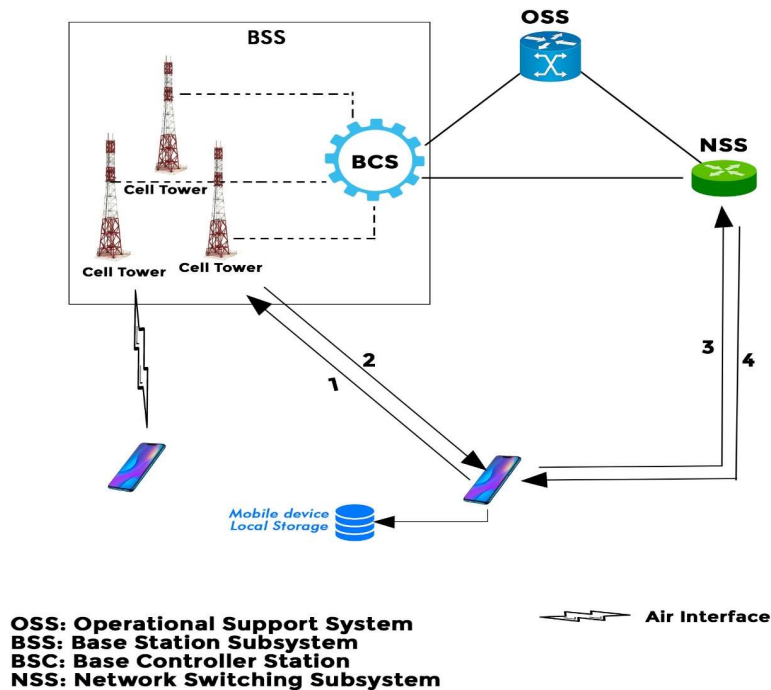 OSS
BSS
BCS
NSS
Cell Tower
Cell Tower
Cell Tower
1
2
3
4
Mobile device
Local Storage
OSS: Operational Support System
BSS: Base Station Subsystem
BSC: Base Controller Station
NSS: Network Switching Subsystem
Air Interface